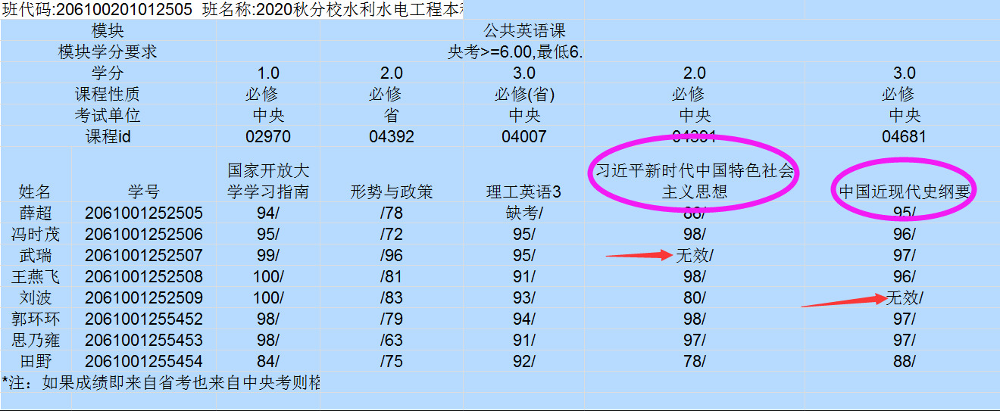 班代码:206100201012505 班名称:2020秋分校水利水电工程本
模块 公共英语课
模块学分要求 央考>=6.00,最低6.
学分 1.0 2.0 3.0 2.0 3.0
课程性质 必修 必修 必修(省) 必修 必修
考试单位 中央 省 中央 中央 中央
课程id 02970 04392 04007 04391 04681
国家开放大 习近平新时代中国特色社会
姓名 学号 学学习指南 形势与政策 理工英语3 主义思想 中国近现代史纲要
薛超 2061001252505 94/ /78 缺考/ 88/ 95/
冯时茂 2061001252506 95/ /72 95/ 98/ 96/
武瑞 2061001252507 99/ /96 95/ 无效/ 97/
王燕飞 2061001252508 100/ /81 91/ 98/ 96/
刘波 2061001252509 100/ /83 93/ 80/ 无效/
郭环环 2061001255452 98/ /79 94/ 98/ 97/
思乃雍 2061001255453 98/ /63 91/ 97/ 97/
田野 2061001255454 84/ /75 92/ 78/ 88/
*注：如果成绩即来自省考也来自中央考则格